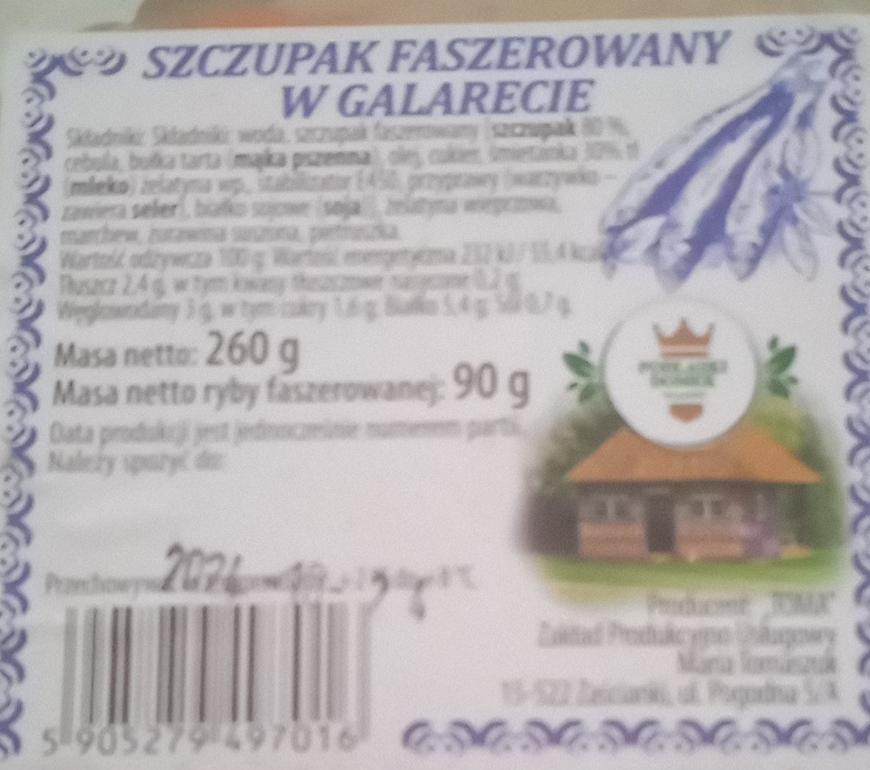 SZCZUPAK FASZEROWANY
W GALARECIE
Składniki: Składniki: woda, szczupak faszerowany (szczupak 80 %,
cebula, bułka tarta (mąka pszenna), olej, cukier, śmietanka 30% tł
(mleko) żelatyna wp., stabilizator E450, przyprawy (warzywko –
zawiera seler), białko sojowe (soja)), żelatyna wieprzowa,
marchew, żurawina suszona, pietruszka.
Wartość odżywcza 100 g: Wartość energetyczna 232 kJ / 55,4 kcal
Tłuszcz 2,4 g, w tym kwasy tłuszczowe nasycone 0,2 g,
Węglowodany 3 g, w tym cukry 1,6 g; Białko 5,4 g; Sól 0,7 g.
Masa netto: 260 g
Masa netto ryby faszerowanej: 90 g
Data produkcji jest jednocześnie numerem partii.
Należy spożyć do:
DOMEK
Producent: „TOMA"
Zakład Produkcyjno Usługowy
Maria Tomaszuk
15-522 Zaścianki, ul. Pogodna 5/A
5 905279 497016